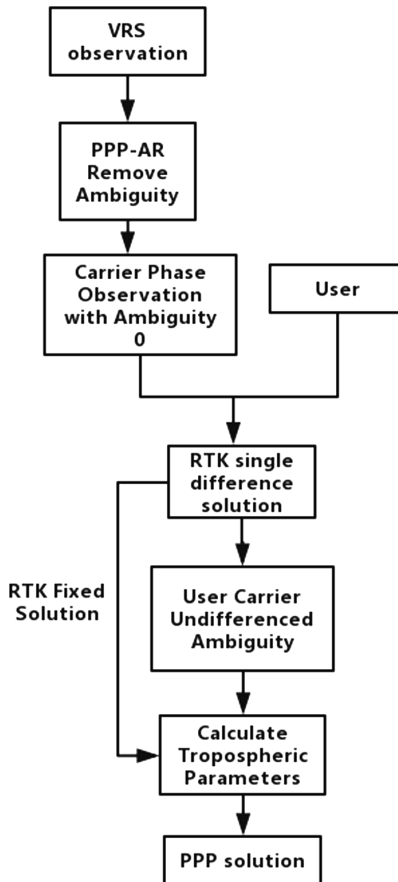 VRS
observation
PPP-AR
Remove
Ambiguity
Carrier Phase
Observation
with Ambiguity
0
User
RTK single
difference
solution
RTK Fixed
Solution
User Carrier
Undifferenced
Ambiguity
Calculate
Tropospheric
Parameters
PPP solution